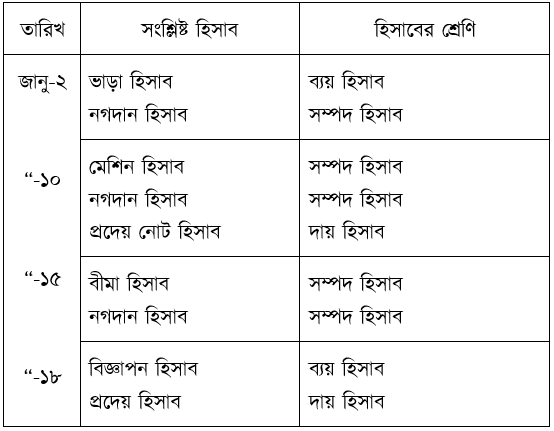 তারিখ সংশ্লিষ্ট হিসাব হিসাবের শ্রেণি
জানু-২ ভাড়া হিসাব ব্যয় হিসাব
নগদান হিসাব সম্পদ হিসাব
মেশিন হিসাব সম্পদ হিসাব
“-১০ নগদান হিসাব সম্পদ হিসাব
প্রদেয় নোট হিসাব দায় হিসাব
“-১৫ বীমা হিসাব সম্পদ হিসাব
নগদান হিসাব সম্পদ হিসাব
“-১৮ বিজ্ঞাপন হিসাব ব্যয় হিসাব
প্রদেয় হিসাব দায় হিসাব